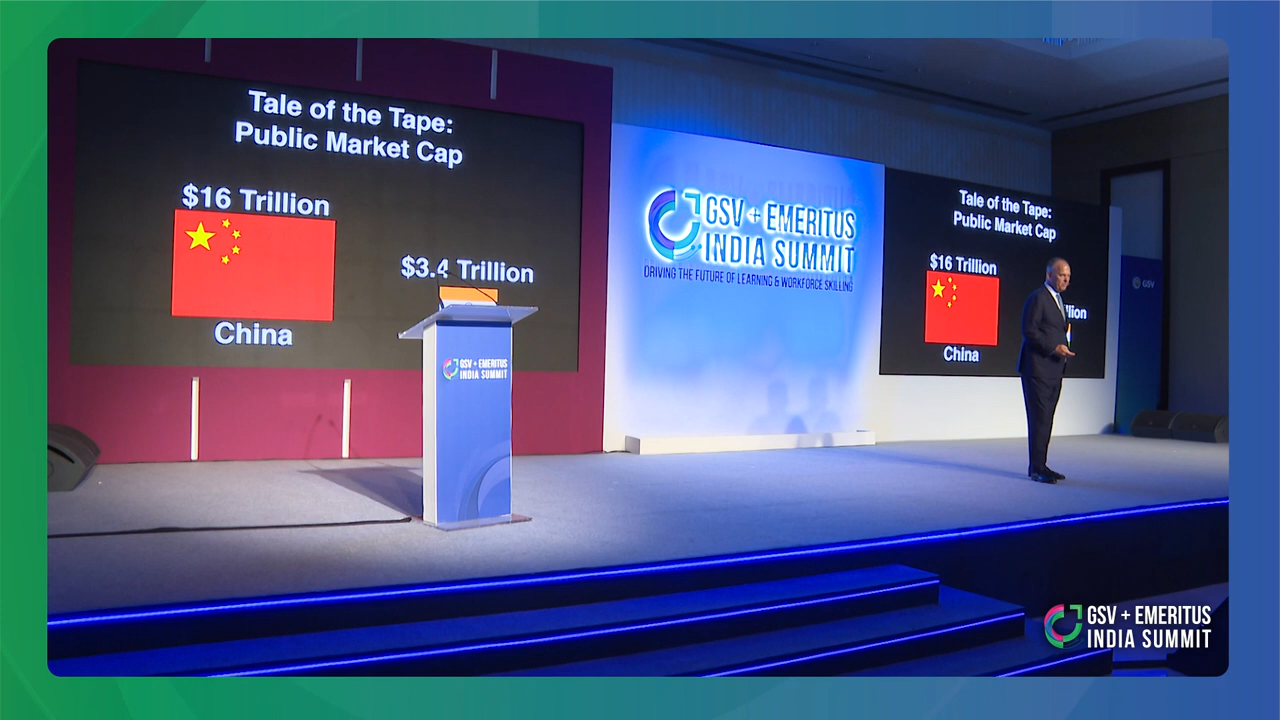 Tale of the Tape:
Public Market Cap
$16 Trillion
China
$3.4 Trillion
GSV + EMERITUS
INDIA SUMMIT
GSV + EMERITUS
INDIA SUMMIT
DRIVING THE FUTURE OF LEARNING & WORKFORCE SKILLING
Tale of the Tape:
Public Market Cap
$16 Trillion
China
llion
GSV
GSV + EMERITUS
INDIA SUMMIT